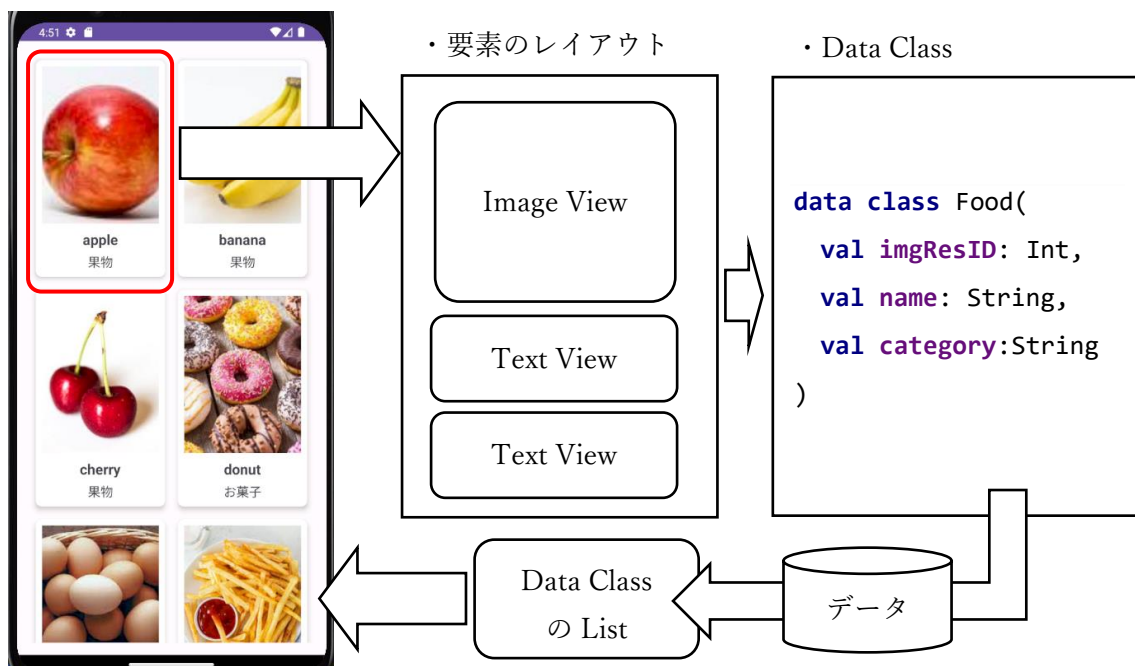 4:51
apple
果物
banana
果物
cherry
果物
donut
お菓子
・要素のレイアウト
Image View
Text View
Text View
・Data Class
data class Food(
val imgResID: Int,
val name: String,
val category:String
)
データ
Data Class
の List